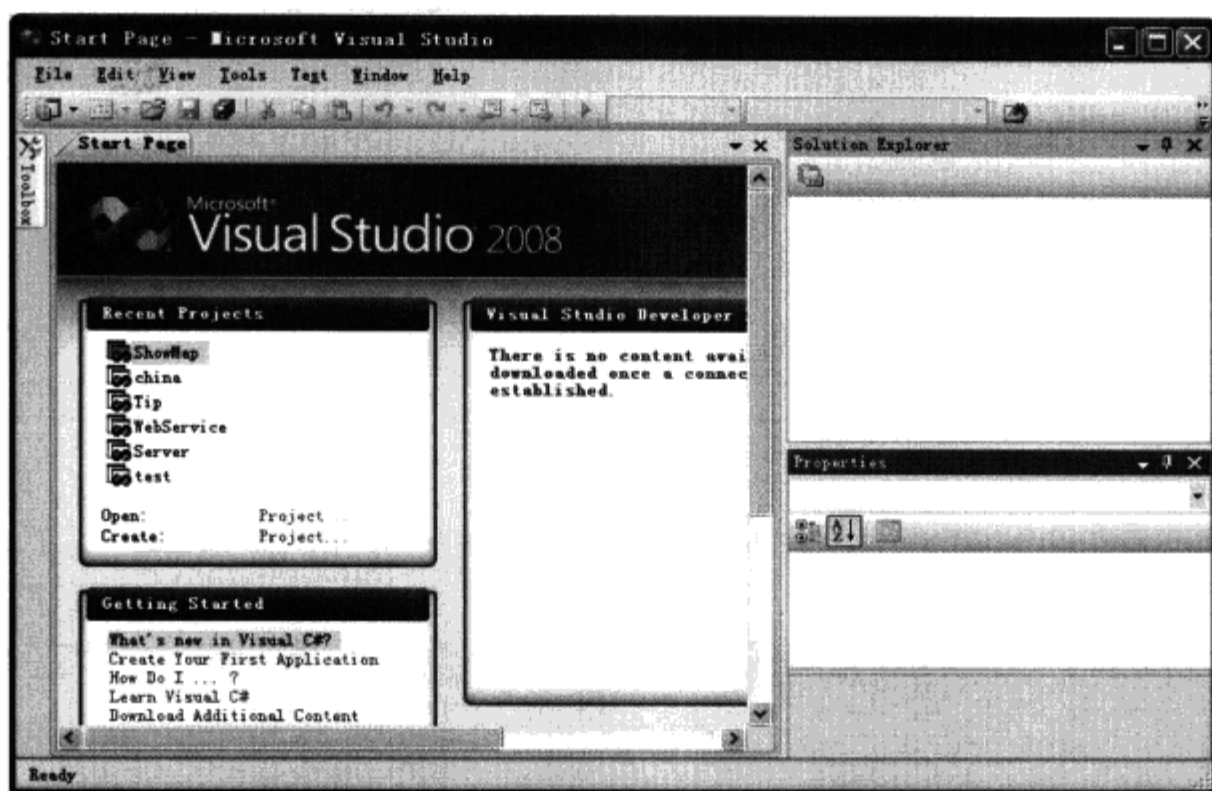 Start Page - Microsoft Visual Studio
File Edit View Tools Test Window Help
Toolbox
Start Page
Microsoft
Visual Studio 2008
Recent Projects
ShowMap
china
Tip
WebService
Server
test
Open: Project...
Create: Project...
Getting Started
What's new in Visual C#?
Create Your First Application
How Do I ... ?
Learn Visual C#
Download Additional Content
Visual Studio Developer
There is no content avai
downloaded once a connec
established.
Solution Explorer
Properties
Ready